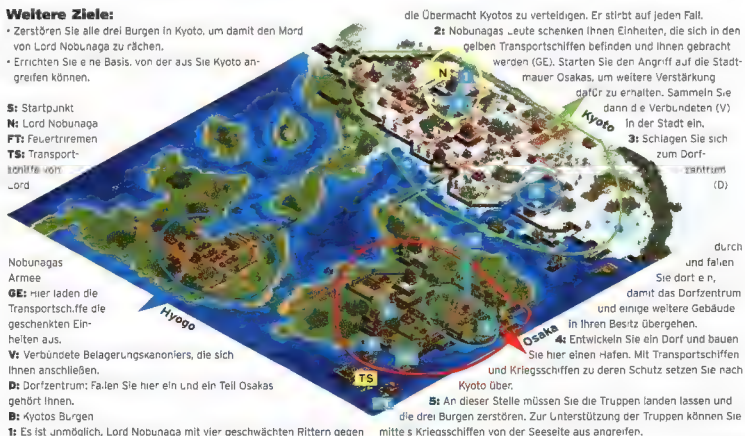 Weitere Ziele:
• Zerstören Sie alle drei Burgen in Kyoto, um damit den Mord
von Lord Nobunaga zu rächen.
• Errichten Sie eine Basis, von der aus Sie Kyoto an-
greifen können.
S: Startpunkt
N: Lord Nobunaga
FT: Feuertriremen
TS: Transport-
schiffe von
Lord
Nobunagas
Armee
GE: Hier laden die
Transportschiffe die
geschenkten Ein-
heiten aus.
V: Verbündete Belagerungskanoniers, die sich
Ihnen anschließen.
D: Dorfzentrum: Fallen Sie hier ein und ein Teil Osakas
gehört Ihnen.
B: Kyotos Burgen
1: Es ist unmöglich, Lord Nobunaga mit vier geschwächten Rittern gegen
die Übermacht Kyotos zu verteidigen. Er stirbt auf jeden Fall.
2: Nobunagas Leute schenken Ihnen Einheiten, die sich in den
gelben Transportschiffen befinden und Ihnen gebracht
werden (GE). Starten Sie den Angriff auf die Stadt-
mauer Osakas, um weitere Verstärkung
dafür zu erhalten. Sammeln Sie
dann die Verbündeten (V)
in der Stadt ein.
3: Schlagen Sie sich
zum Dorf-
zentrum
(D)
durch
und fallen
Sie dort ein,
damit das Dorfzentrum
und einige weitere Gebäude
in Ihren Besitz übergehen.
4: Entwickeln Sie ein Dorf und bauen
Sie hier einen Hafen. Mit Transportschiffen
und Kriegsschiffen zu deren Schutz setzen Sie nach
Kyoto über.
5: An dieser Stelle müssen Sie die Truppen landen lassen und
die drei Burgen zerstören. Zur Unterstützung der Truppen können Sie
mittels Kriegsschiffen von der Seeseite aus angreifen.
N
1
Kyoto
Hyogo
Osaka
TS